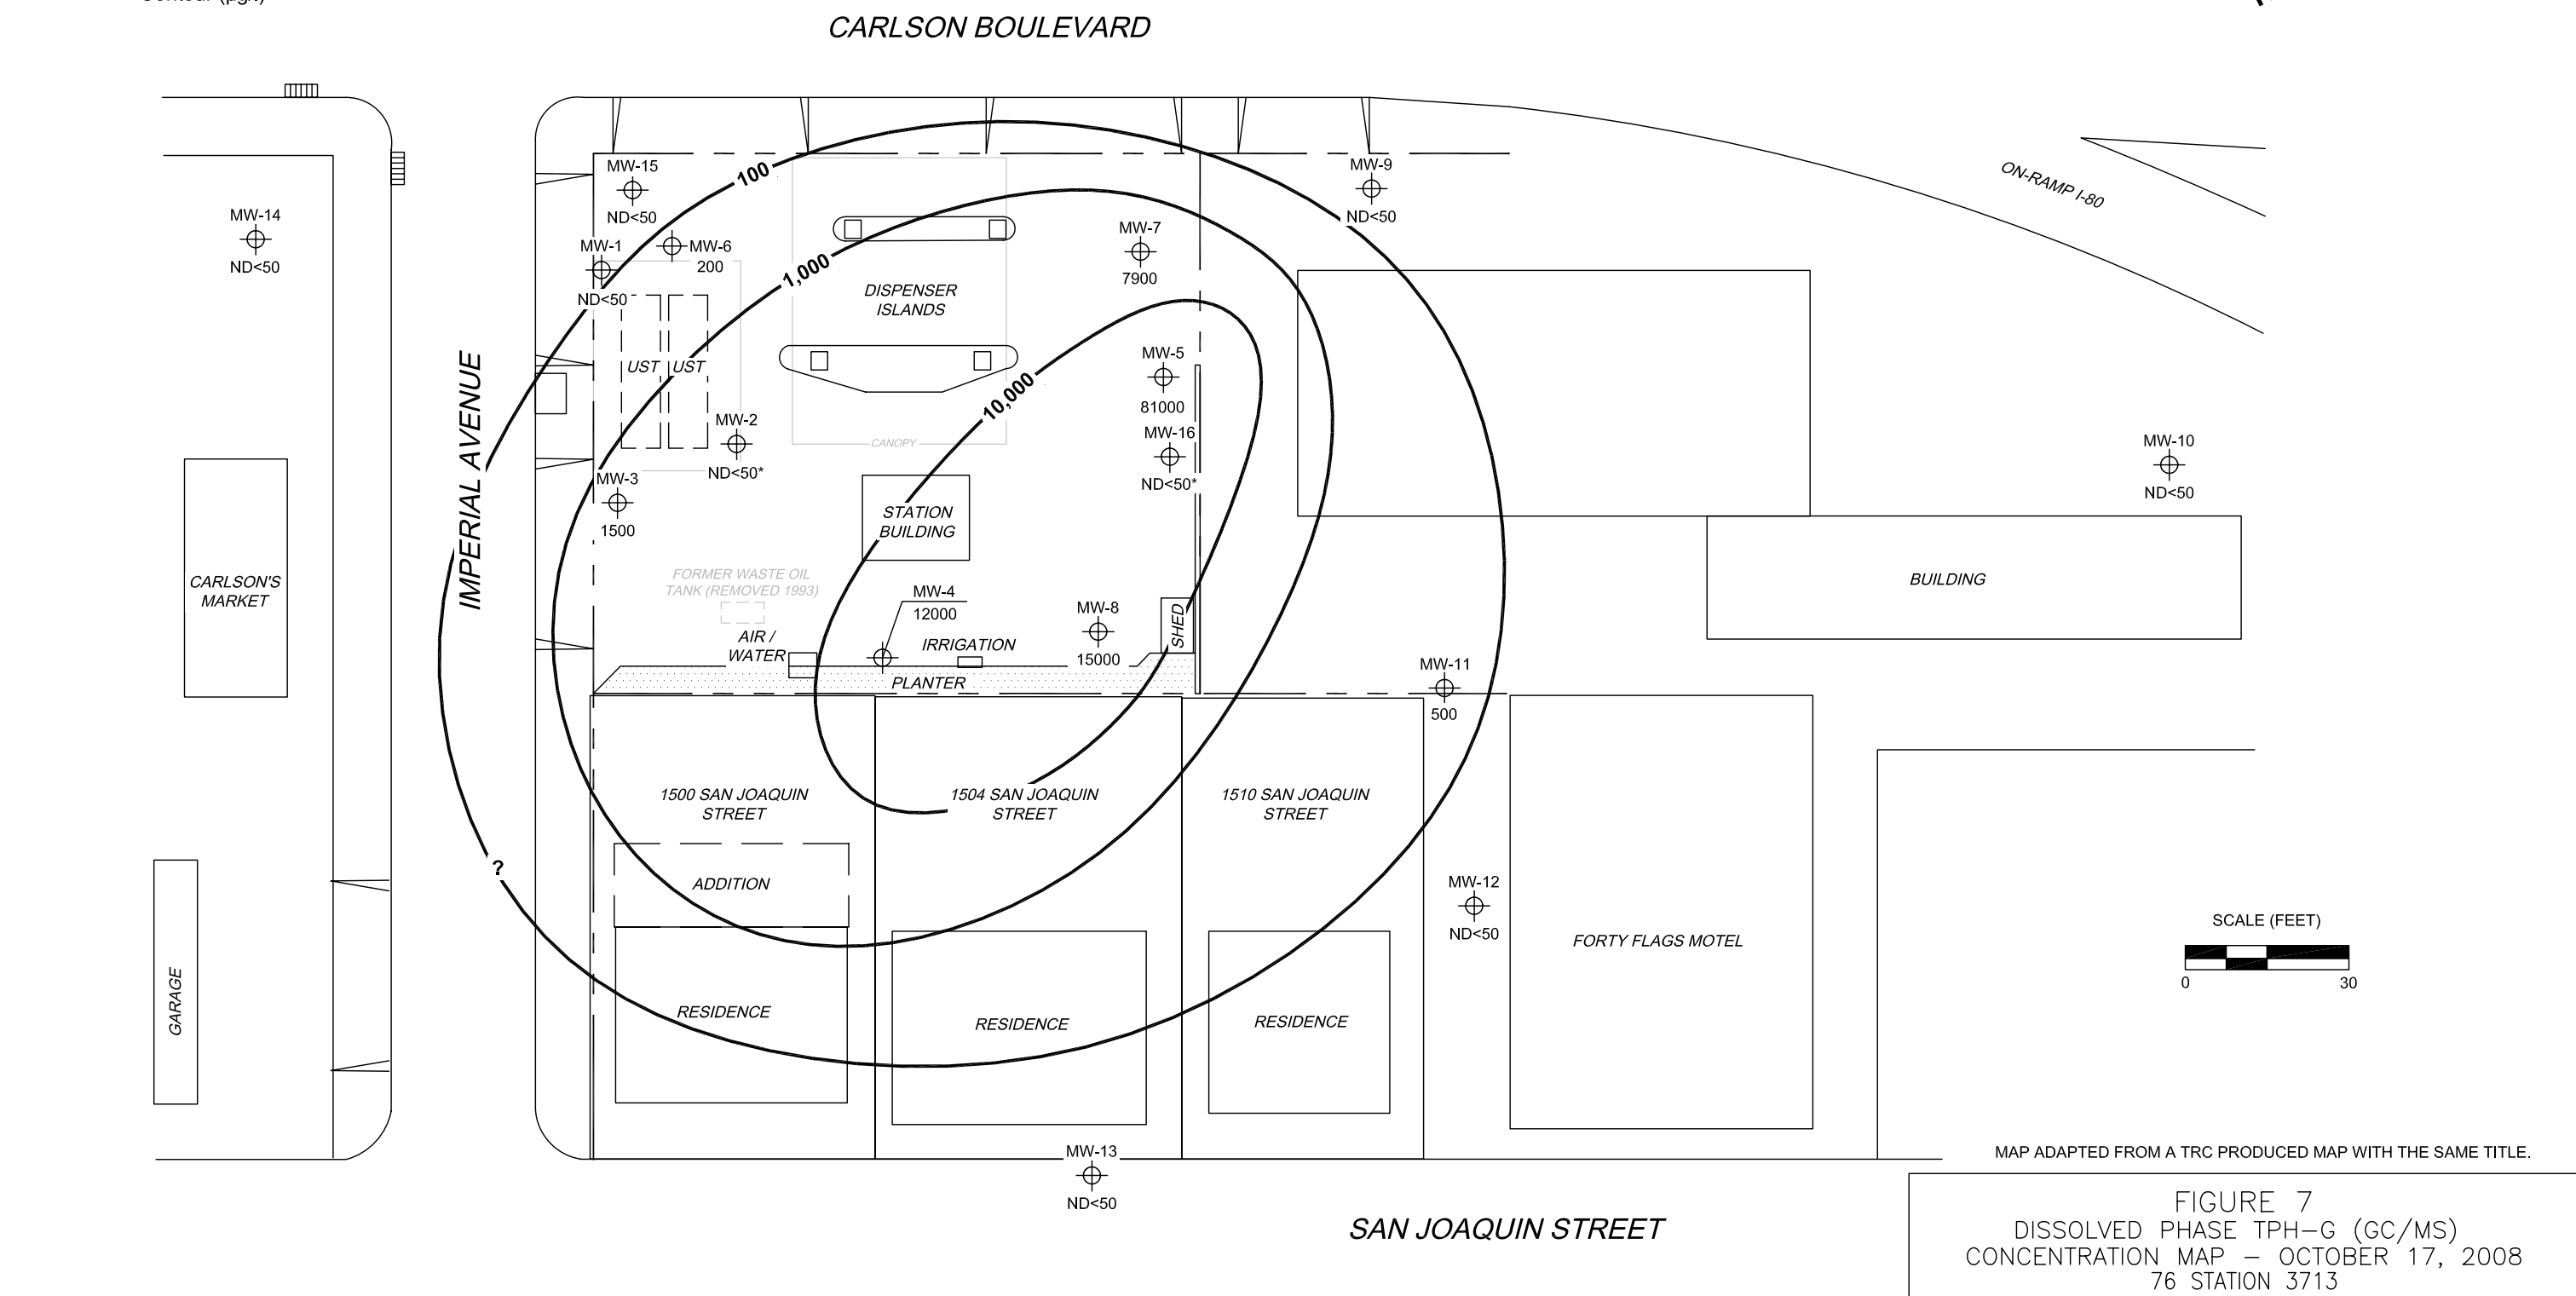 CARLSON BOULEVARD
ON-RAMP I-80
MW-15
ND<50
MW-9
ND<50
MW-14
ND<50
100
MW-1
ND<50
MW-6
200
MW-7
7900
1,000
DISPENSER
ISLANDS
UST
UST
MW-5
81000
10,000
MW-2
ND<50*
CANOPY
MW-16
ND<50*
MW-10
ND<50
IMPERIAL AVENUE
MW-3
1500
STATION
BUILDING
CARLSON'S
MARKET
FORMER WASTE OIL
TANK (REMOVED 1993)
BUILDING
MW-4
12000
MW-8
15000
SHED
AIR /
WATER
IRRIGATION
PLANTER
MW-11
500
1500 SAN JOAQUIN
STREET
1504 SAN JOAQUIN
STREET
1510 SAN JOAQUIN
STREET
?
ADDITION
MW-12
ND<50
FORTY FLAGS MOTEL
SCALE (FEET)
0
30
GARAGE
RESIDENCE
RESIDENCE
RESIDENCE
MW-13
ND<50
SAN JOAQUIN STREET
MAP ADAPTED FROM A TRC PRODUCED MAP WITH THE SAME TITLE.
FIGURE 7
DISSOLVED PHASE TPH-G (GC/MS)
CONCENTRATION MAP – OCTOBER 17, 2008
76 STATION 3713